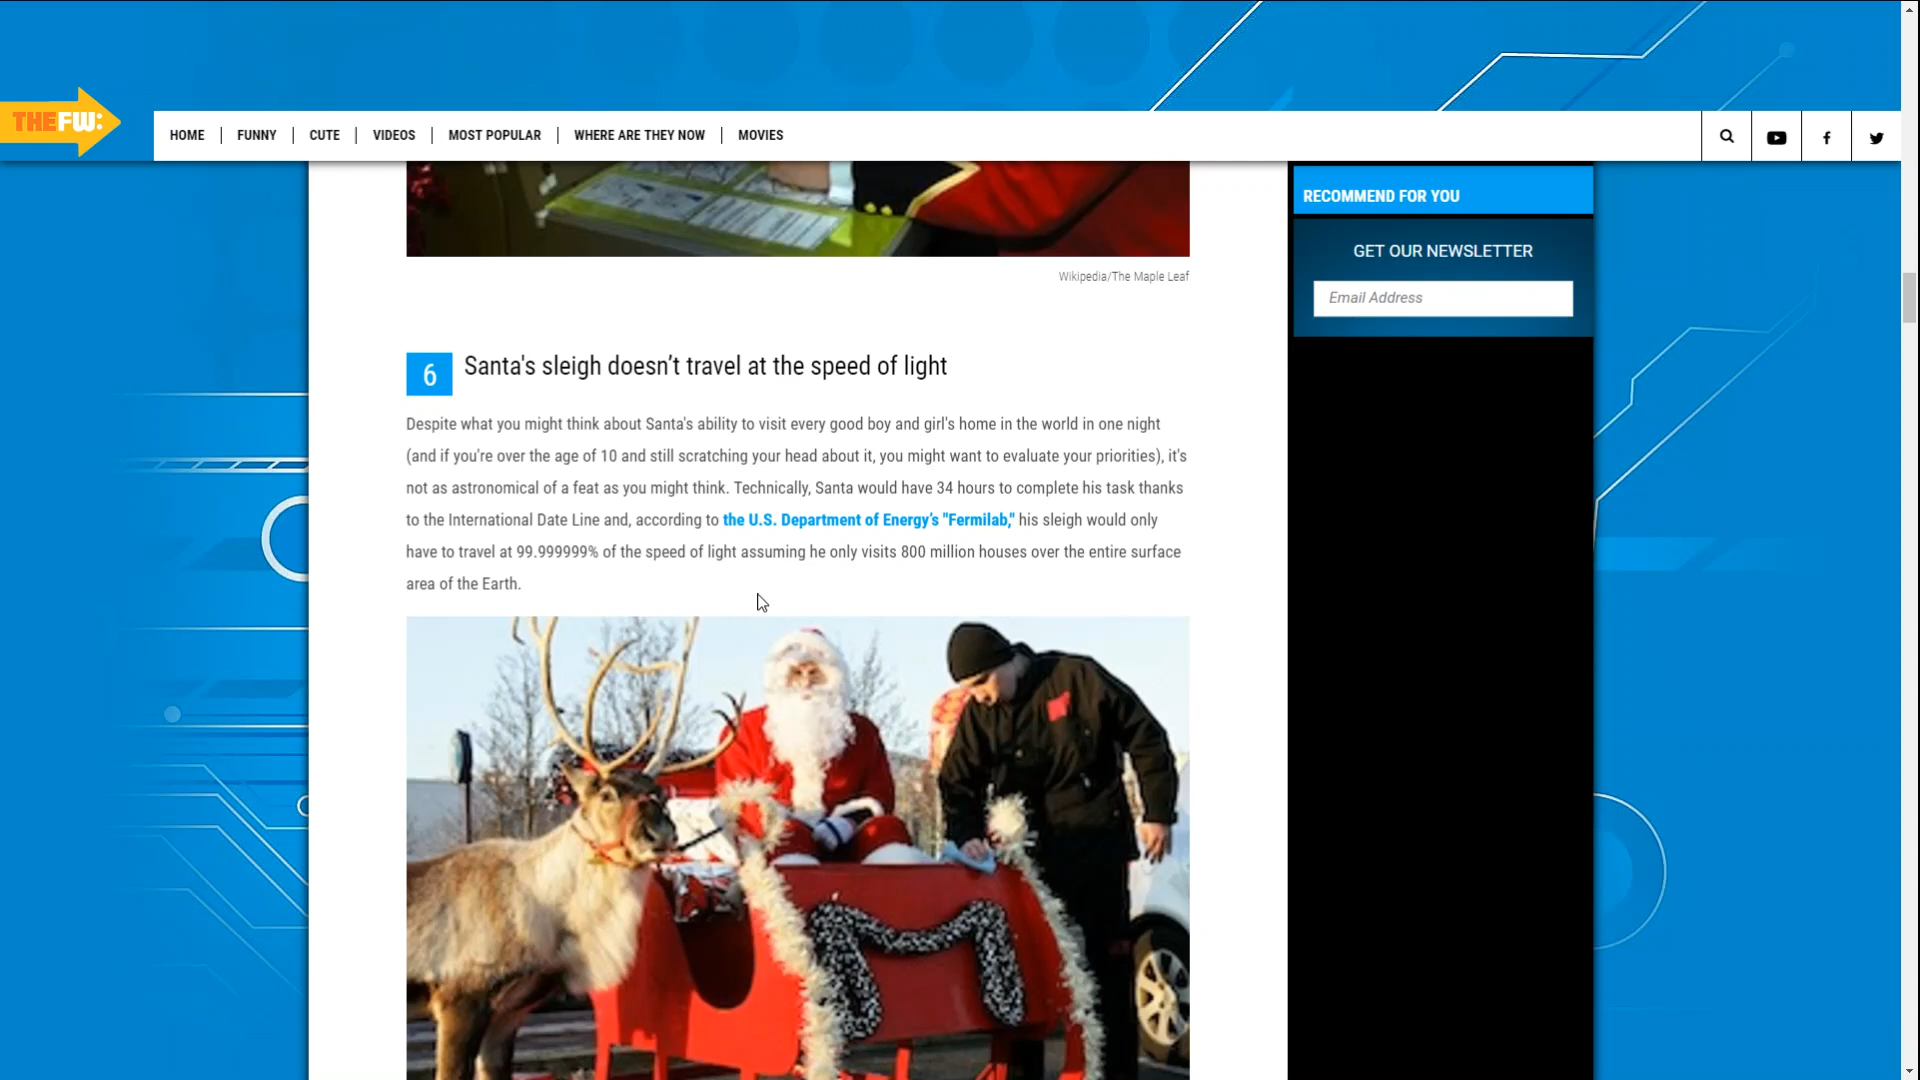 THEFW:
HOME
FUNNY
CUTE
VIDEOS
MOST POPULAR
WHERE ARE THEY NOW
MOVIES
Wikipedia/The Maple Leaf
RECOMMEND FOR YOU
GET OUR NEWSLETTER
Email Address
6
Santa's sleigh doesn’t travel at the speed of light
Despite what you might think about Santa's ability to visit every good boy and girl's home in the world in one night
(and if you're over the age of 10 and still scratching your head about it, you might want to evaluate your priorities), it's
not as astronomical of a feat as you might think. Technically, Santa would have 34 hours to complete his task thanks
to the International Date Line and, according to the U.S. Department of Energy’s "Fermilab," his sleigh would only
have to travel at 99.999999% of the speed of light assuming he only visits 800 million houses over the entire surface
area of the Earth.